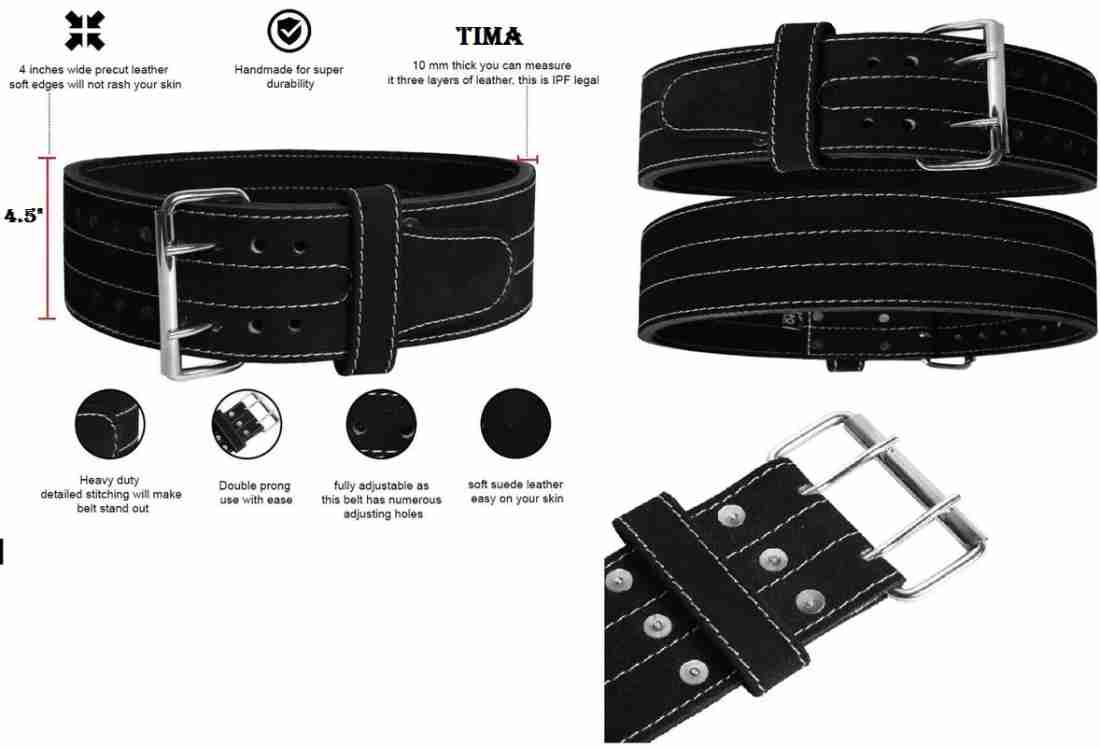 4 inches wide precut leather
soft edges will not rash your skin
Handmade for super
durability
TIMA
10 mm thick you can measure
it three layers of leather, this is IPF legal
4.5"
Heavy duty
detailed stitching will make
belt stand out
Double prong
use with ease
fully adjustable as
this belt has numerous
adjusting holes
soft suede leather
easy on your skin